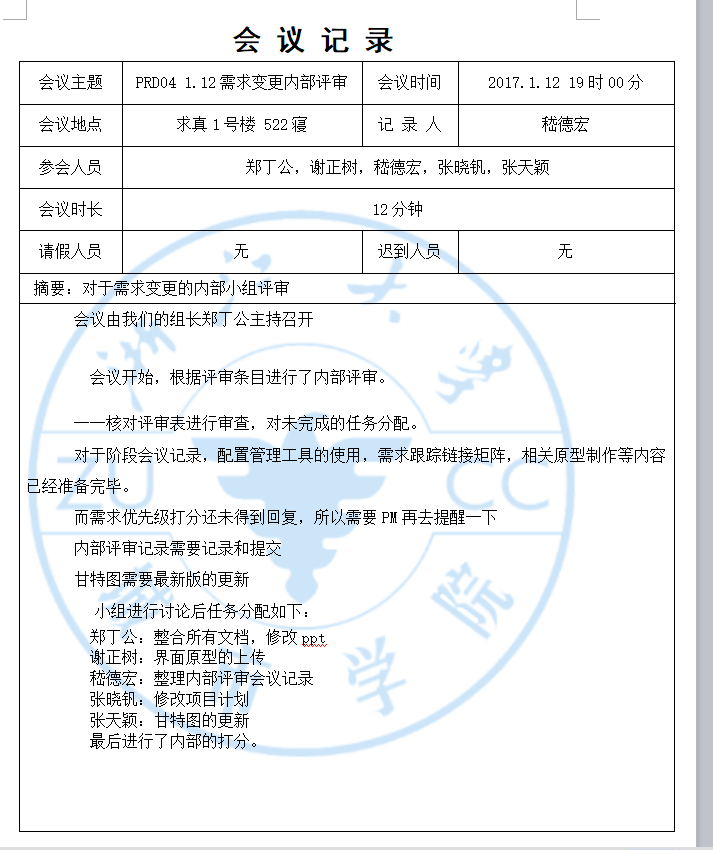 会 议 记 录
会议主题 PRD04 1.12需求变更内部评审 会议时间 2017.1.12 19时00分
会议地点 求真1号楼 522寝 记 录 人 嵇德宏
参会人员 郑丁公，谢正树，嵇德宏，张晓钒，张天颖
会议时长 12分钟
请假人员 无 迟到人员 无
摘要：对于需求变更的内部小组评审
会议由我们的组长郑丁公主持召开
会议开始，根据评审条目进行了内部评审。
——核对评审表进行审查，对未完成的任务分配。
对于阶段会议记录，配置管理工具的使用，需求跟踪链接矩阵，相关原型制作等内容
已经准备完毕。
而需求优先级打分还未得到回复，所以需要PM再去提醒一下
内部评审记录需要记录和提交
甘特图需要最新版的更新
小组进行讨论后任务分配如下：
郑丁公：整合所有文档，修改ppt
谢正树：界面原型的上传
嵇德宏：整理内部评审会议记录
张晓钒：修改项目计划
张天颖：甘特图的更新
最后进行了内部的打分。
浙江大学
ZU CC
城市学院